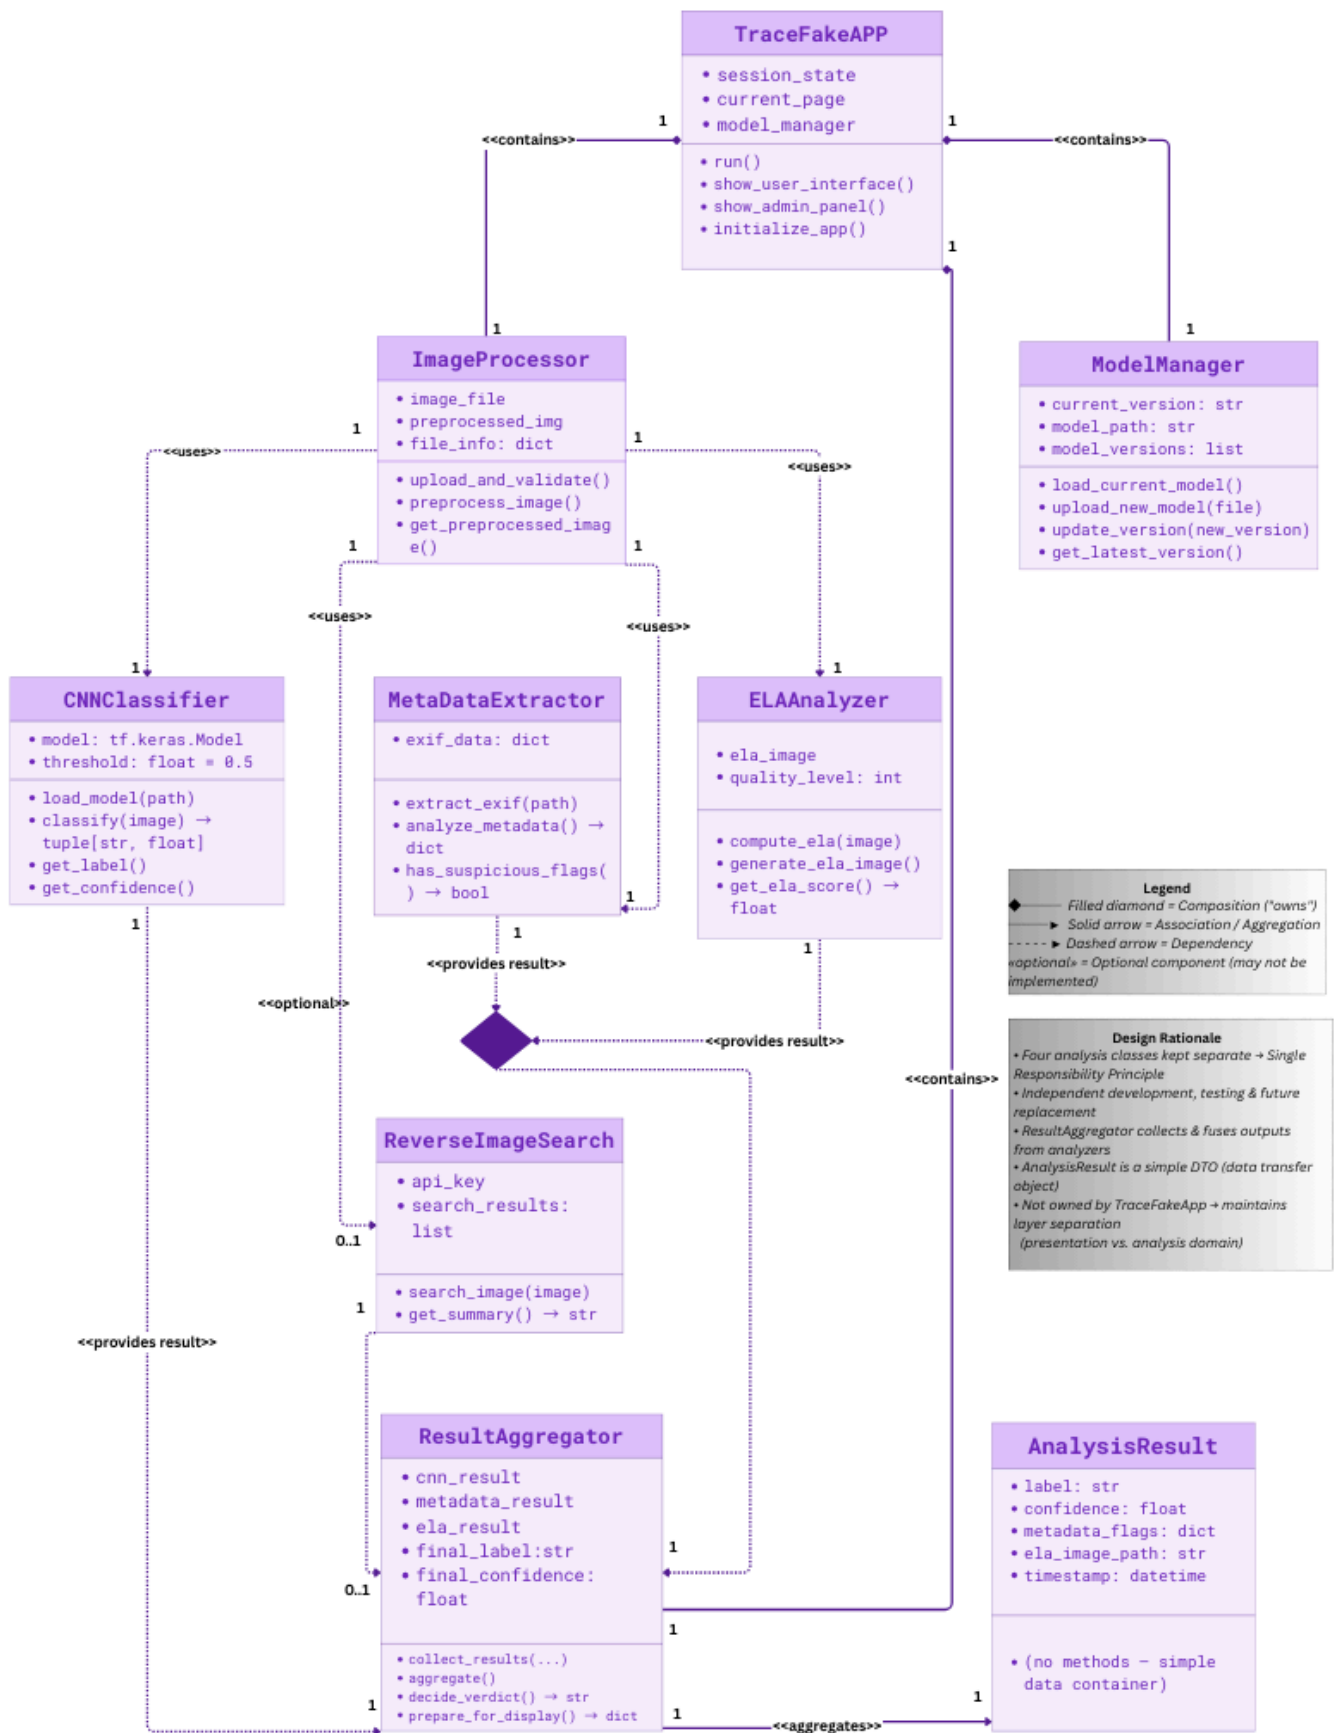 TraceFakeAPP
• session_state
• current_page
• model_manager
• run()
• show_user_interface()
• show_admin_panel()
• initialize_app()
1
<<contains>>
1
1
<<contains>>
1
1
ImageProcessor
• image_file
• preprocessed_img
• file_info: dict
• upload_and_validate()
• preprocess_image()
• get_preprocessed_imag
e()
ModelManager
• current_version: str
• model_path: str
• model_versions: list
• load_current_model()
• upload_new_model(file)
• update_version(new_version)
• get_latest_version()
1
<<uses>>
1
1
<<uses>>
1
1
<<uses>>
1
<<uses>>
1
CNNClassifier
• model: tf.keras.Model
• threshold: float = 0.5
• load_model(path)
• classify(image) →
tuple[str, float]
• get_label()
• get_confidence()
1
MetaDataExtractor
• exif_data: dict
• extract_exif(path)
• analyze_metadata() →
dict
• has_suspicious_flags(
) → bool
1
<<provides result>>
ELAAnalyzer
• ela_image
• quality_level: int
• compute_ela(image)
• generate_ela_image()
• get_ela_score() →
float
1
<<provides result>>
<<optional>>
Legend
Filled diamond = Composition ("owns")
Solid arrow = Association / Aggregation
Dashed arrow = Dependency
«optional» = Optional component (may not be
implemented)
<<contains>>
Design Rationale
• Four analysis classes kept separate → Single
Responsibility Principle
• Independent development, testing & future
replacement
• ResultAggregator collects & fuses outputs
from analyzers
• AnalysisResult is a simple DTO (data transfer
object)
• Not owned by TraceFakeApp → maintains
layer separation
(presentation vs. analysis domain)
ReverseImageSearch
• api_key
• search_results:
list
• search_image(image)
• get_summary() → str
0..1
1
<<provides result>>
ResultAggregator
• cnn_result
• metadata_result
• ela_result
• final_label:str
• final_confidence:
float
• collect_results(...)
• aggregate()
• decide_verdict() → str
• prepare_for_display() → dict
0..1
1
1
1
1
<<aggregates>>
1
AnalysisResult
• label: str
• confidence: float
• metadata_flags: dict
• ela_image_path: str
• timestamp: datetime
• (no methods – simple
data container)